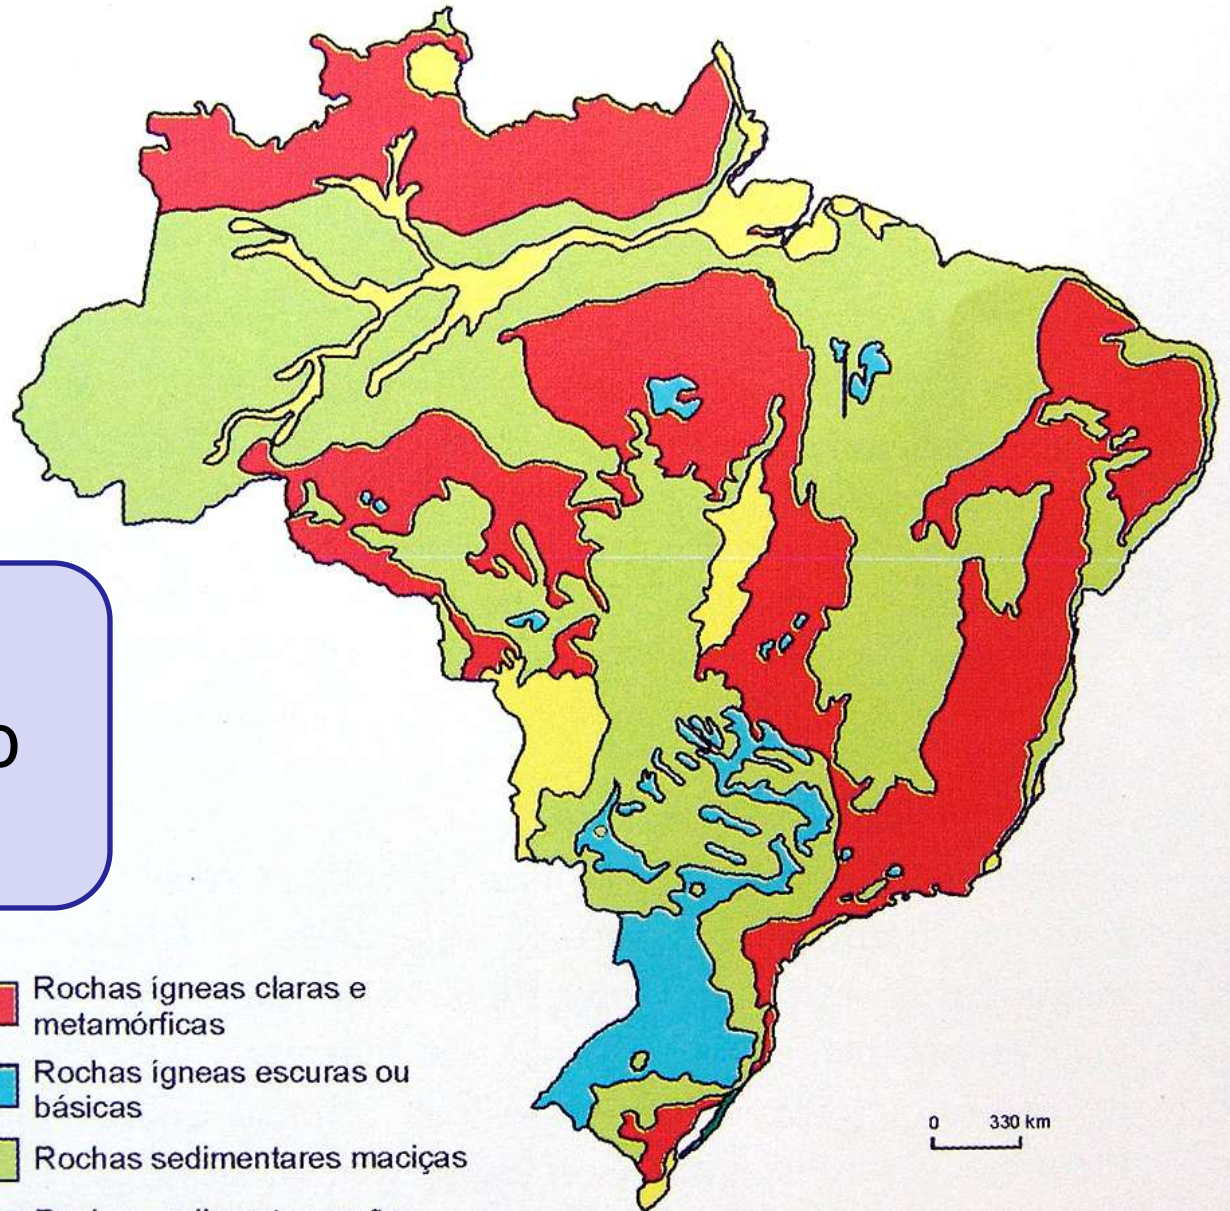 o
Rochas ígneas claras e
metamórficas
Rochas ígneas escuras ou
básicas
Rochas sedimentares maciças
0 330 km